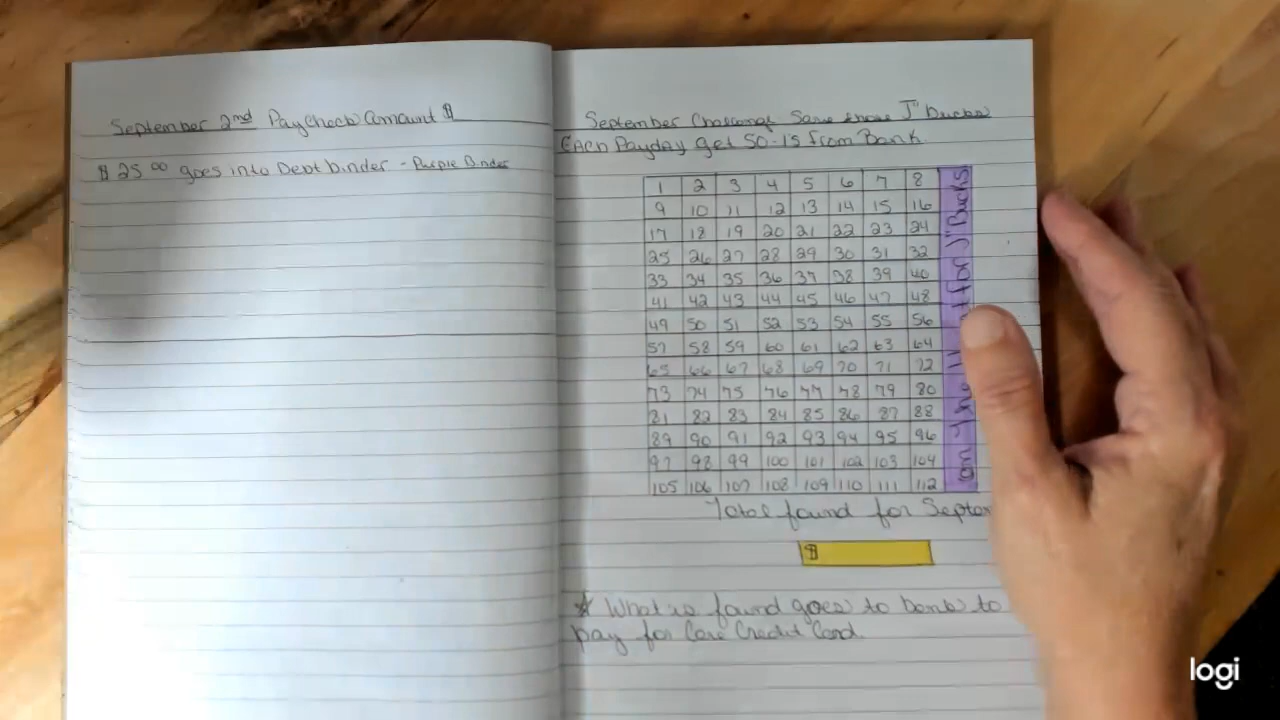 September 2nd Paycheck Amount $
$25.00 goes into Debt binder - Purple Binder
September Challenge Save those "J" Bucks
Each Payday get 50-1s from Bank
1 2 3 4 5 6 7 8
9 10 11 12 13 14 15 16
17 18 19 20 21 22 23 24
25 26 27 28 29 30 31 32
33 34 35 36 37 38 39 40
41 42 43 44 45 46 47 48
49 50 51 52 53 54 55 56
57 58 59 60 61 62 63 64
65 66 67 68 69 70 71 72
73 74 75 76 77 78 79 80
81 82 83 84 85 86 87 88
89 90 91 92 93 94 95 96
97 98 99 100 101 102 103 104
105 106 107 108 109 110 111 112
on The for "J" Bucks
Total found for Septem
$
* What is found goes to bank to
pay for Care Credit Card.
logi